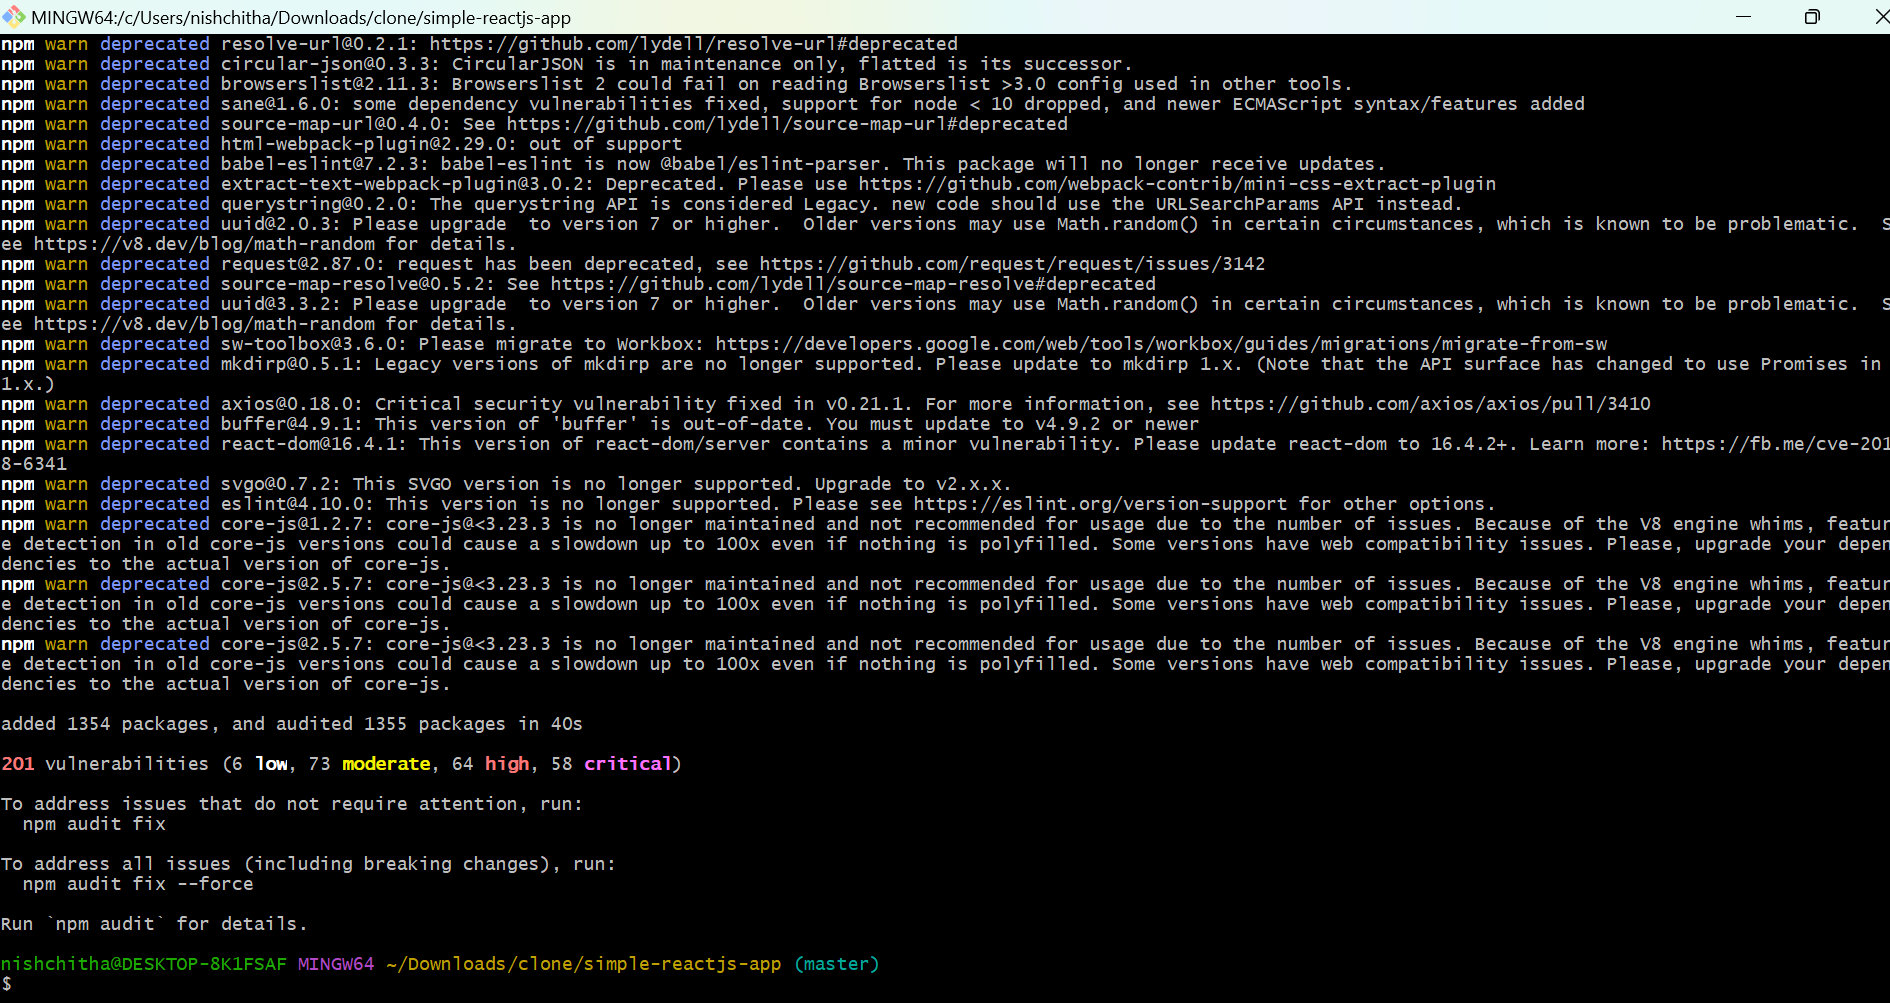 MINGW64:/c/Users/nishchitha/Downloads/clone/simple-reactjs-app
npm warn deprecated resolve-url@0.2.1: https://github.com/lydell/resolve-url#deprecated
npm warn deprecated circular-json@0.3.3: CircularJSON is in maintenance only, flatted is its successor.
npm warn deprecated browserslist@2.11.3: Browserslist 2 could fail on reading Browserslist >3.0 config used in other tools.
npm warn deprecated sane@1.6.0: some dependency vulnerabilities fixed, support for node < 10 dropped, and newer ECMAScript syntax/features added
npm warn deprecated source-map-url@0.4.0: See https://github.com/lydell/source-map-url#deprecated
npm warn deprecated html-webpack-plugin@2.29.0: out of support
npm warn deprecated babel-eslint@7.2.3: babel-eslint is now @babel/eslint-parser. This package will no longer receive updates.
npm warn deprecated extract-text-webpack-plugin@3.0.2: Deprecated. Please use https://github.com/webpack-contrib/mini-css-extract-plugin
npm warn deprecated querystring@0.2.0: The querystring API is considered Legacy. new code should use the URLSearchParams API instead.
npm warn deprecated uuid@2.0.3: Please upgrade  to version 7 or higher.  Older versions may use Math.random() in certain circumstances, which is known to be problematic.  S
ee https://v8.dev/blog/math-random for details.
npm warn deprecated request@2.87.0: request has been deprecated, see https://github.com/request/request/issues/3142
npm warn deprecated source-map-resolve@0.5.2: See https://github.com/lydell/source-map-resolve#deprecated
npm warn deprecated uuid@3.3.2: Please upgrade  to version 7 or higher.  Older versions may use Math.random() in certain circumstances, which is known to be problematic.  S
ee https://v8.dev/blog/math-random for details.
npm warn deprecated sw-toolbox@3.6.0: Please migrate to Workbox: https://developers.google.com/web/tools/workbox/guides/migrations/migrate-from-sw
npm warn deprecated mkdirp@0.5.1: Legacy versions of mkdirp are no longer supported. Please update to mkdirp 1.x. (Note that the API surface has changed to use Promises in
1.x.)
npm warn deprecated axios@0.18.0: Critical security vulnerability fixed in v0.21.1. For more information, see https://github.com/axios/axios/pull/3410
npm warn deprecated buffer@4.9.1: This version of 'buffer' is out-of-date. You must update to v4.9.2 or newer
npm warn deprecated react-dom@16.4.1: This version of react-dom/server contains a minor vulnerability. Please update react-dom to 16.4.2+. Learn more: https://fb.me/cve-201
8-6341
npm warn deprecated svgo@0.7.2: This SVGO version is no longer supported. Upgrade to v2.x.x.
npm warn deprecated eslint@4.10.0: This version is no longer supported. Please see https://eslint.org/version-support for other options.
npm warn deprecated core-js@1.2.7: core-js@<3.23.3 is no longer maintained and not recommended for usage due to the number of issues. Because of the V8 engine whims, featur
e detection in old core-js versions could cause a slowdown up to 100x even if nothing is polyfilled. Some versions have web compatibility issues. Please, upgrade your depen
dencies to the actual version of core-js.
npm warn deprecated core-js@2.5.7: core-js@<3.23.3 is no longer maintained and not recommended for usage due to the number of issues. Because of the V8 engine whims, featur
e detection in old core-js versions could cause a slowdown up to 100x even if nothing is polyfilled. Some versions have web compatibility issues. Please, upgrade your depen
dencies to the actual version of core-js.
npm warn deprecated core-js@2.5.7: core-js@<3.23.3 is no longer maintained and not recommended for usage due to the number of issues. Because of the V8 engine whims, featur
e detection in old core-js versions could cause a slowdown up to 100x even if nothing is polyfilled. Some versions have web compatibility issues. Please, upgrade your depen
dencies to the actual version of core-js.
added 1354 packages, and audited 1355 packages in 40s
201 vulnerabilities (6 low, 73 moderate, 64 high, 58 critical)
To address issues that do not require attention, run:
  npm audit fix
To address all issues (including breaking changes), run:
  npm audit fix --force
Run `npm audit` for details.
nishchitha@DESKTOP-8K1FSAF MINGW64 ~/Downloads/clone/simple-reactjs-app (master)
$